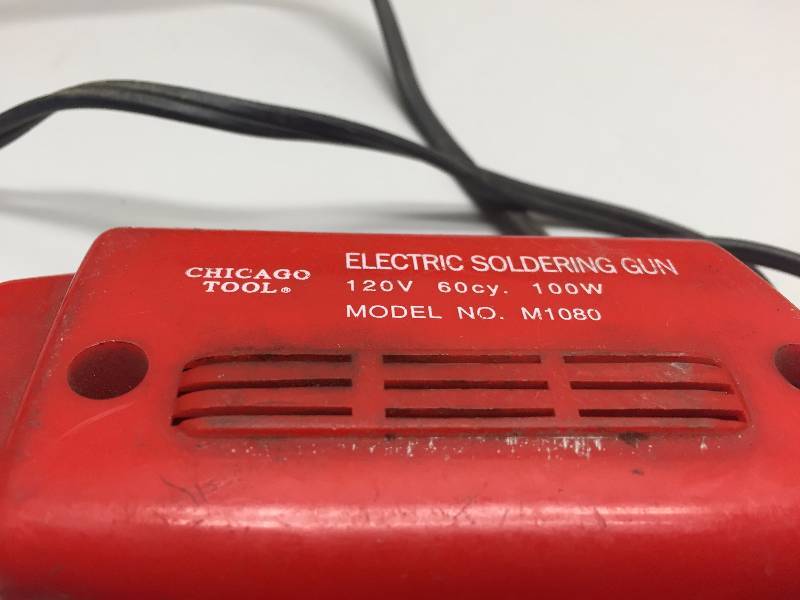 CHICAGO
TOOL®
ELECTRIC SOLDERING GUN
120V 60cy. 100W
MODEL NO. M1080